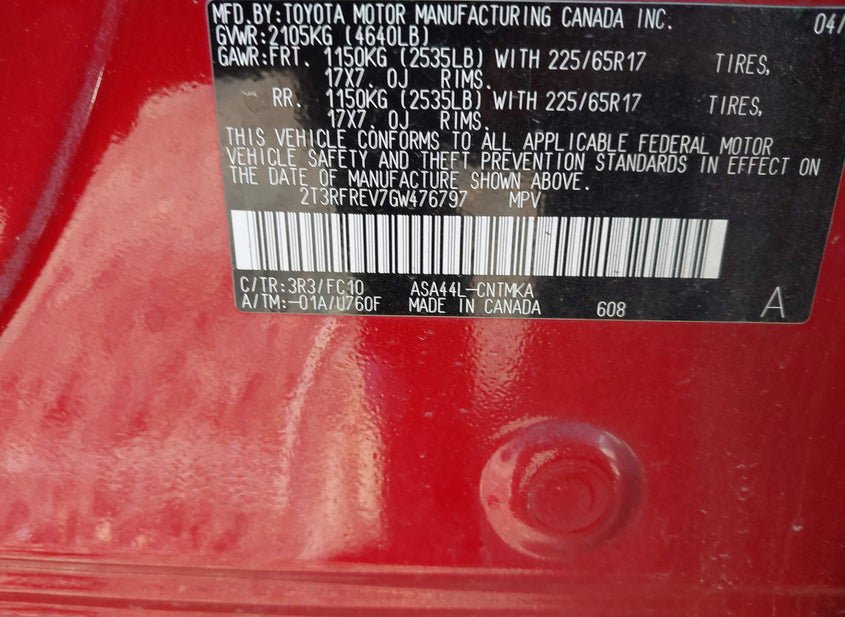 MFD.BY:TOYOTA MOTOR MANUFACTURING CANADA INC. 04/
GVWR:2105KG (4640LB)
GAWR:FRT. 1150KG (2535LB) WITH 225/65R17 TIRES,
17X7. 0J RIMS.
RR. 1150KG (2535LB) WITH 225/65R17 TIRES,
17X7. 0J RIMS.
THIS VEHICLE CONFORMS TO ALL APPLICABLE FEDERAL MOTOR
VEHICLE SAFETY AND THEFT PREVENTION STANDARDS IN EFFECT ON
THE DATE OF MANUFACTURE SHOWN ABOVE.
2T3RFREV7GW476797 MPV
C/TR:3R3/FC10 ASA44L-CNTMKA
A/TM:-01A/U760F MADE IN CANADA 608 A